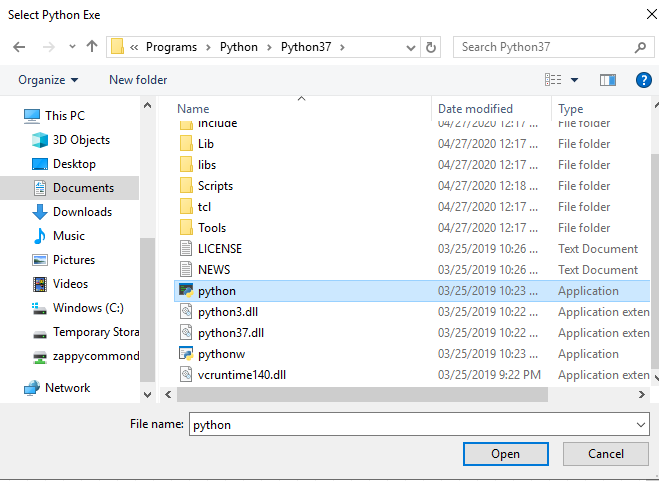 Select Python Exe
« Programs Python Python37
Search Python37
Organize New folder
This PC
3D Objects
Desktop
Documents
Downloads
Music
Pictures
Videos
Windows (C:)
Temporary Stora
zappycommond
Network
Name Date modified Type
Include 04/27/2020 12:17 ... File folder
Lib 04/27/2020 12:17 ... File folder
libs 04/27/2020 12:17 ... File folder
Scripts 04/27/2020 12:18 ... File folder
tcl 04/27/2020 12:17 ... File folder
Tools 04/27/2020 12:17 ... File folder
LICENSE 03/25/2019 10:26 ... Text Document
NEWS 03/25/2019 10:26 ... Text Document
python 03/25/2019 10:23 ... Application
python3.dll 03/25/2019 10:22 ... Application exten
python37.dll 03/25/2019 10:22 ... Application exten
pythonw 03/25/2019 10:23 ... Application
vcruntime140.dll 03/25/2019 9:22 PM Application exten
File name: python
Open Cancel